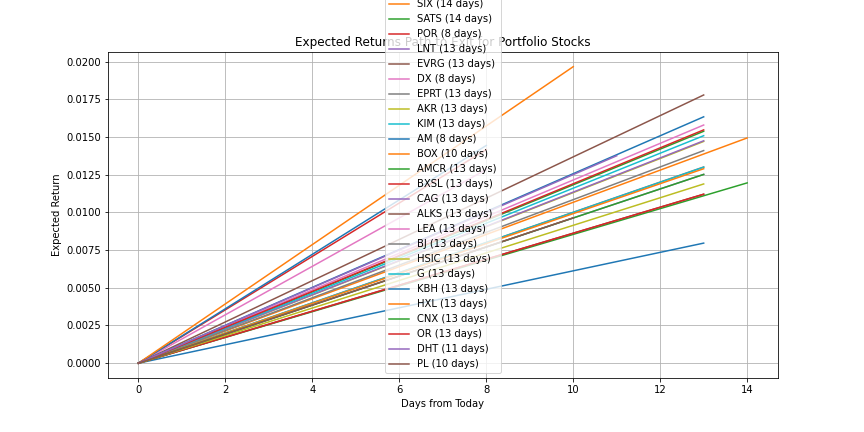 SIX (14 days)
SATS (14 days)
POR (8 days)
Expected Returns Path to Exit for Portfolio Stocks
LNT (13 days)
EVRG (13 days)
DX (8 days)
EPRT (13 days)
AKR (13 days)
KIM (13 days)
AM (8 days)
BOX (10 days)
AMCR (13 days)
BXSL (13 days)
CAG (13 days)
ALKS (13 days)
LEA (13 days)
BJ (13 days)
HSIC (13 days)
G (13 days)
KBH (13 days)
HXL (13 days)
CNX (13 days)
OR (13 days)
DHT (11 days)
PL (10 days)
Expected Return
0.0200
0.0175
0.0150
0.0125
0.0100
0.0075
0.0050
0.0025
0.0000
0 2 4 6 8 10 12 14
Days from Today